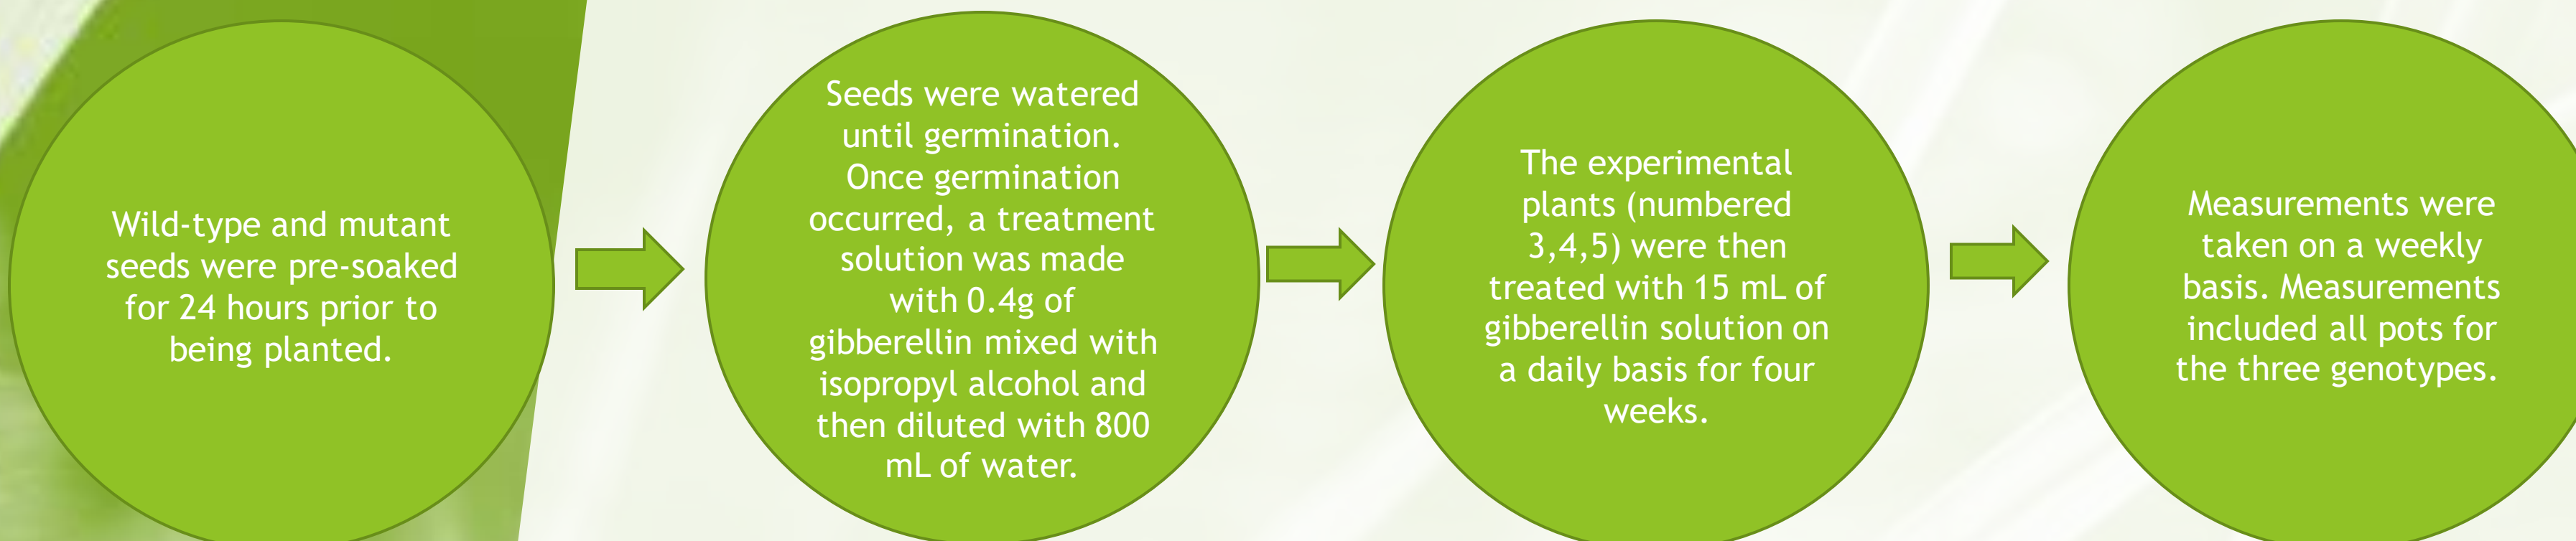 Wild-type and mutant
seeds were pre-soaked
for 24 hours prior to
being planted.
Seeds were watered
until germination.
Once germination
occurred, a treatment
solution was made
with 0.4g of
gibberellin mixed with
isopropyl alcohol and
then diluted with 800
mL of water.
The experimental
plants (numbered
3,4,5) were then
treated with 15 mL of
gibberellin solution on
a daily basis for four
weeks.
Measurements were
taken on a weekly
basis. Measurements
included all pots for
the three genotypes.